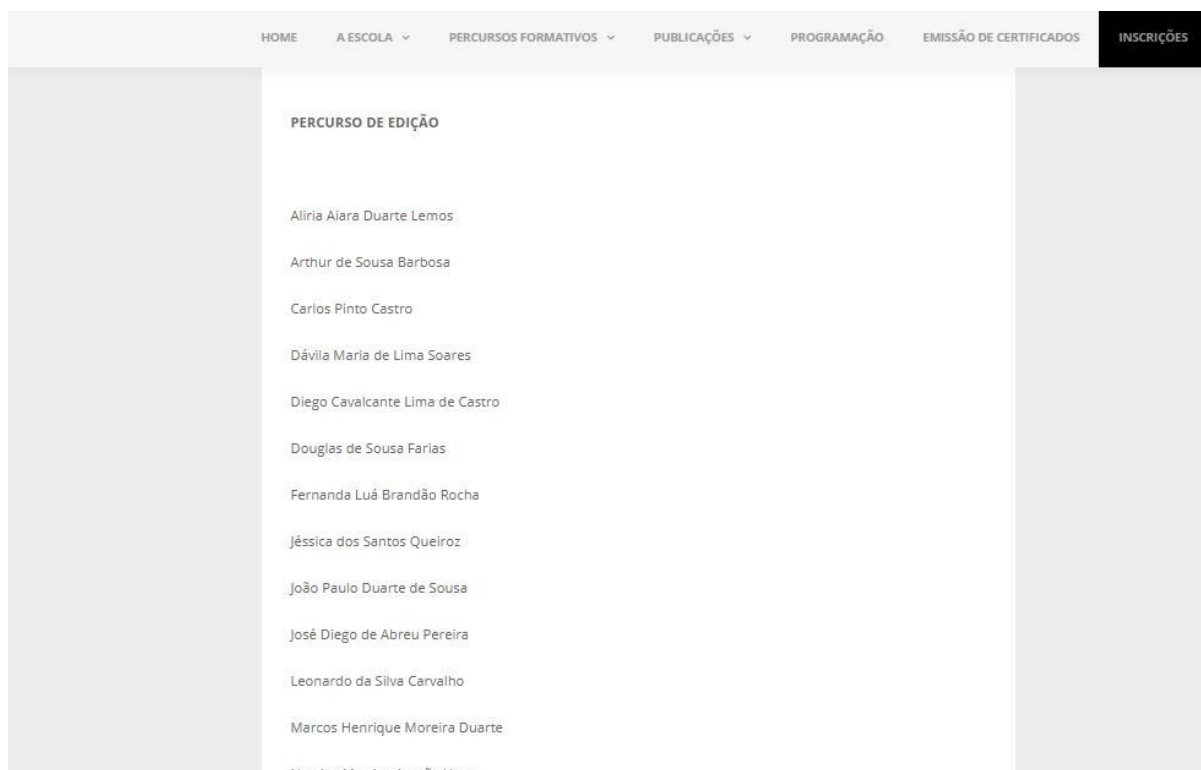 HOME A ESCOLA PERCURSOS FORMATIVOS PUBLICAÇÕES PROGRAMAÇÃO EMISSÃO DE CERTIFICADOS INSCRIÇÕES
PERCURSO DE EDIÇÃO
Aliria Aiara Duarte Lemos
Arthur de Sousa Barbosa
Carlos Pinto Castro
Dávila Maria de Lima Soares
Diego Cavalcante Lima de Castro
Douglas de Sousa Farias
Fernanda Luá Brandão Rocha
Jéssica dos Santos Queiroz
João Paulo Duarte de Sousa
José Diego de Abreu Pereira
Leonardo da Silva Carvalho
Marcos Henrique Moreira Duarte